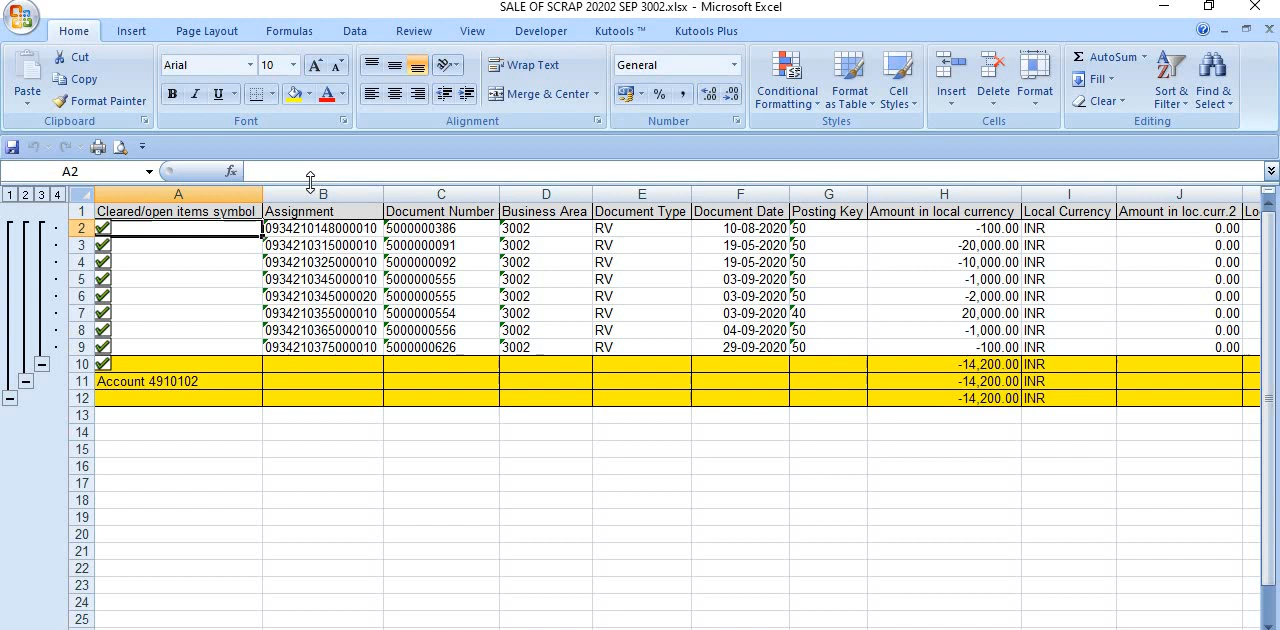 SALE OF SCRAP 20202 SEP 3002.xlsx - Microsoft Excel
Home Insert Page Layout Formulas Data Review View Developer Kutools ™ Kutools Plus
Paste Cut Copy Format Painter Clipboard
Arial 10 A A B I U A Font
Wrap Text Merge & Center Alignment
General % , .00 .0 Number
Conditional Formatting Format as Table Cell Styles Styles
Insert Delete Format Cells
Σ AutoSum Fill Clear Sort & Filter Find & Select Editing
A2 fx
1 2 3 4 A B C D E F G H I J
1 Cleared/open items symbol Assignment Document Number Business Area Document Type Document Date Posting Key Amount in local currency Local Currency Amount in loc.curr.2 Lo
2 0934210148000010 5000000386 3002 RV 10-08-2020 50 -100.00 INR 0.00
3 0934210315000010 5000000091 3002 RV 19-05-2020 50 -20,000.00 INR 0.00
4 0934210325000010 5000000092 3002 RV 19-05-2020 50 -10,000.00 INR 0.00
5 0934210345000010 5000000555 3002 RV 03-09-2020 50 -1,000.00 INR 0.00
6 0934210345000020 5000000555 3002 RV 03-09-2020 50 -2,000.00 INR 0.00
7 0934210355000010 5000000554 3002 RV 03-09-2020 40 20,000.00 INR 0.00
8 0934210365000010 5000000556 3002 RV 04-09-2020 50 -1,000.00 INR 0.00
9 0934210375000010 5000000626 3002 RV 29-09-2020 50 -100.00 INR 0.00
10 -14,200.00 INR
11 Account 4910102 -14,200.00 INR
12 -14,200.00 INR
13
14
15
16
17
18
19
20
21
22
23
24
25